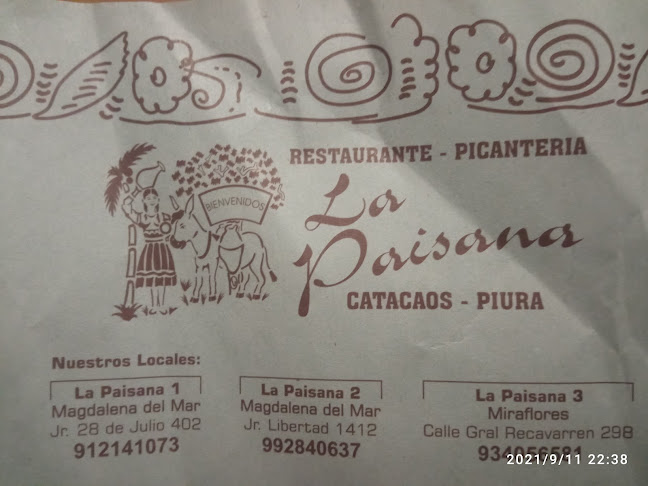 RESTAURANTE - PICANTERIA
BIENVENIDOS
La
Paisana
CATACAOS - PIURA
Nuestros Locales:
La Paisana 1
Magdalena del Mar
Jr. 28 de Julio 402
912141073
La Paisana 2
Magdalena del Mar
Jr. Libertad 1412
992840637
La Paisana 3
Miraflores
Calle Gral Recavarren 298
2021/9/11 22:38